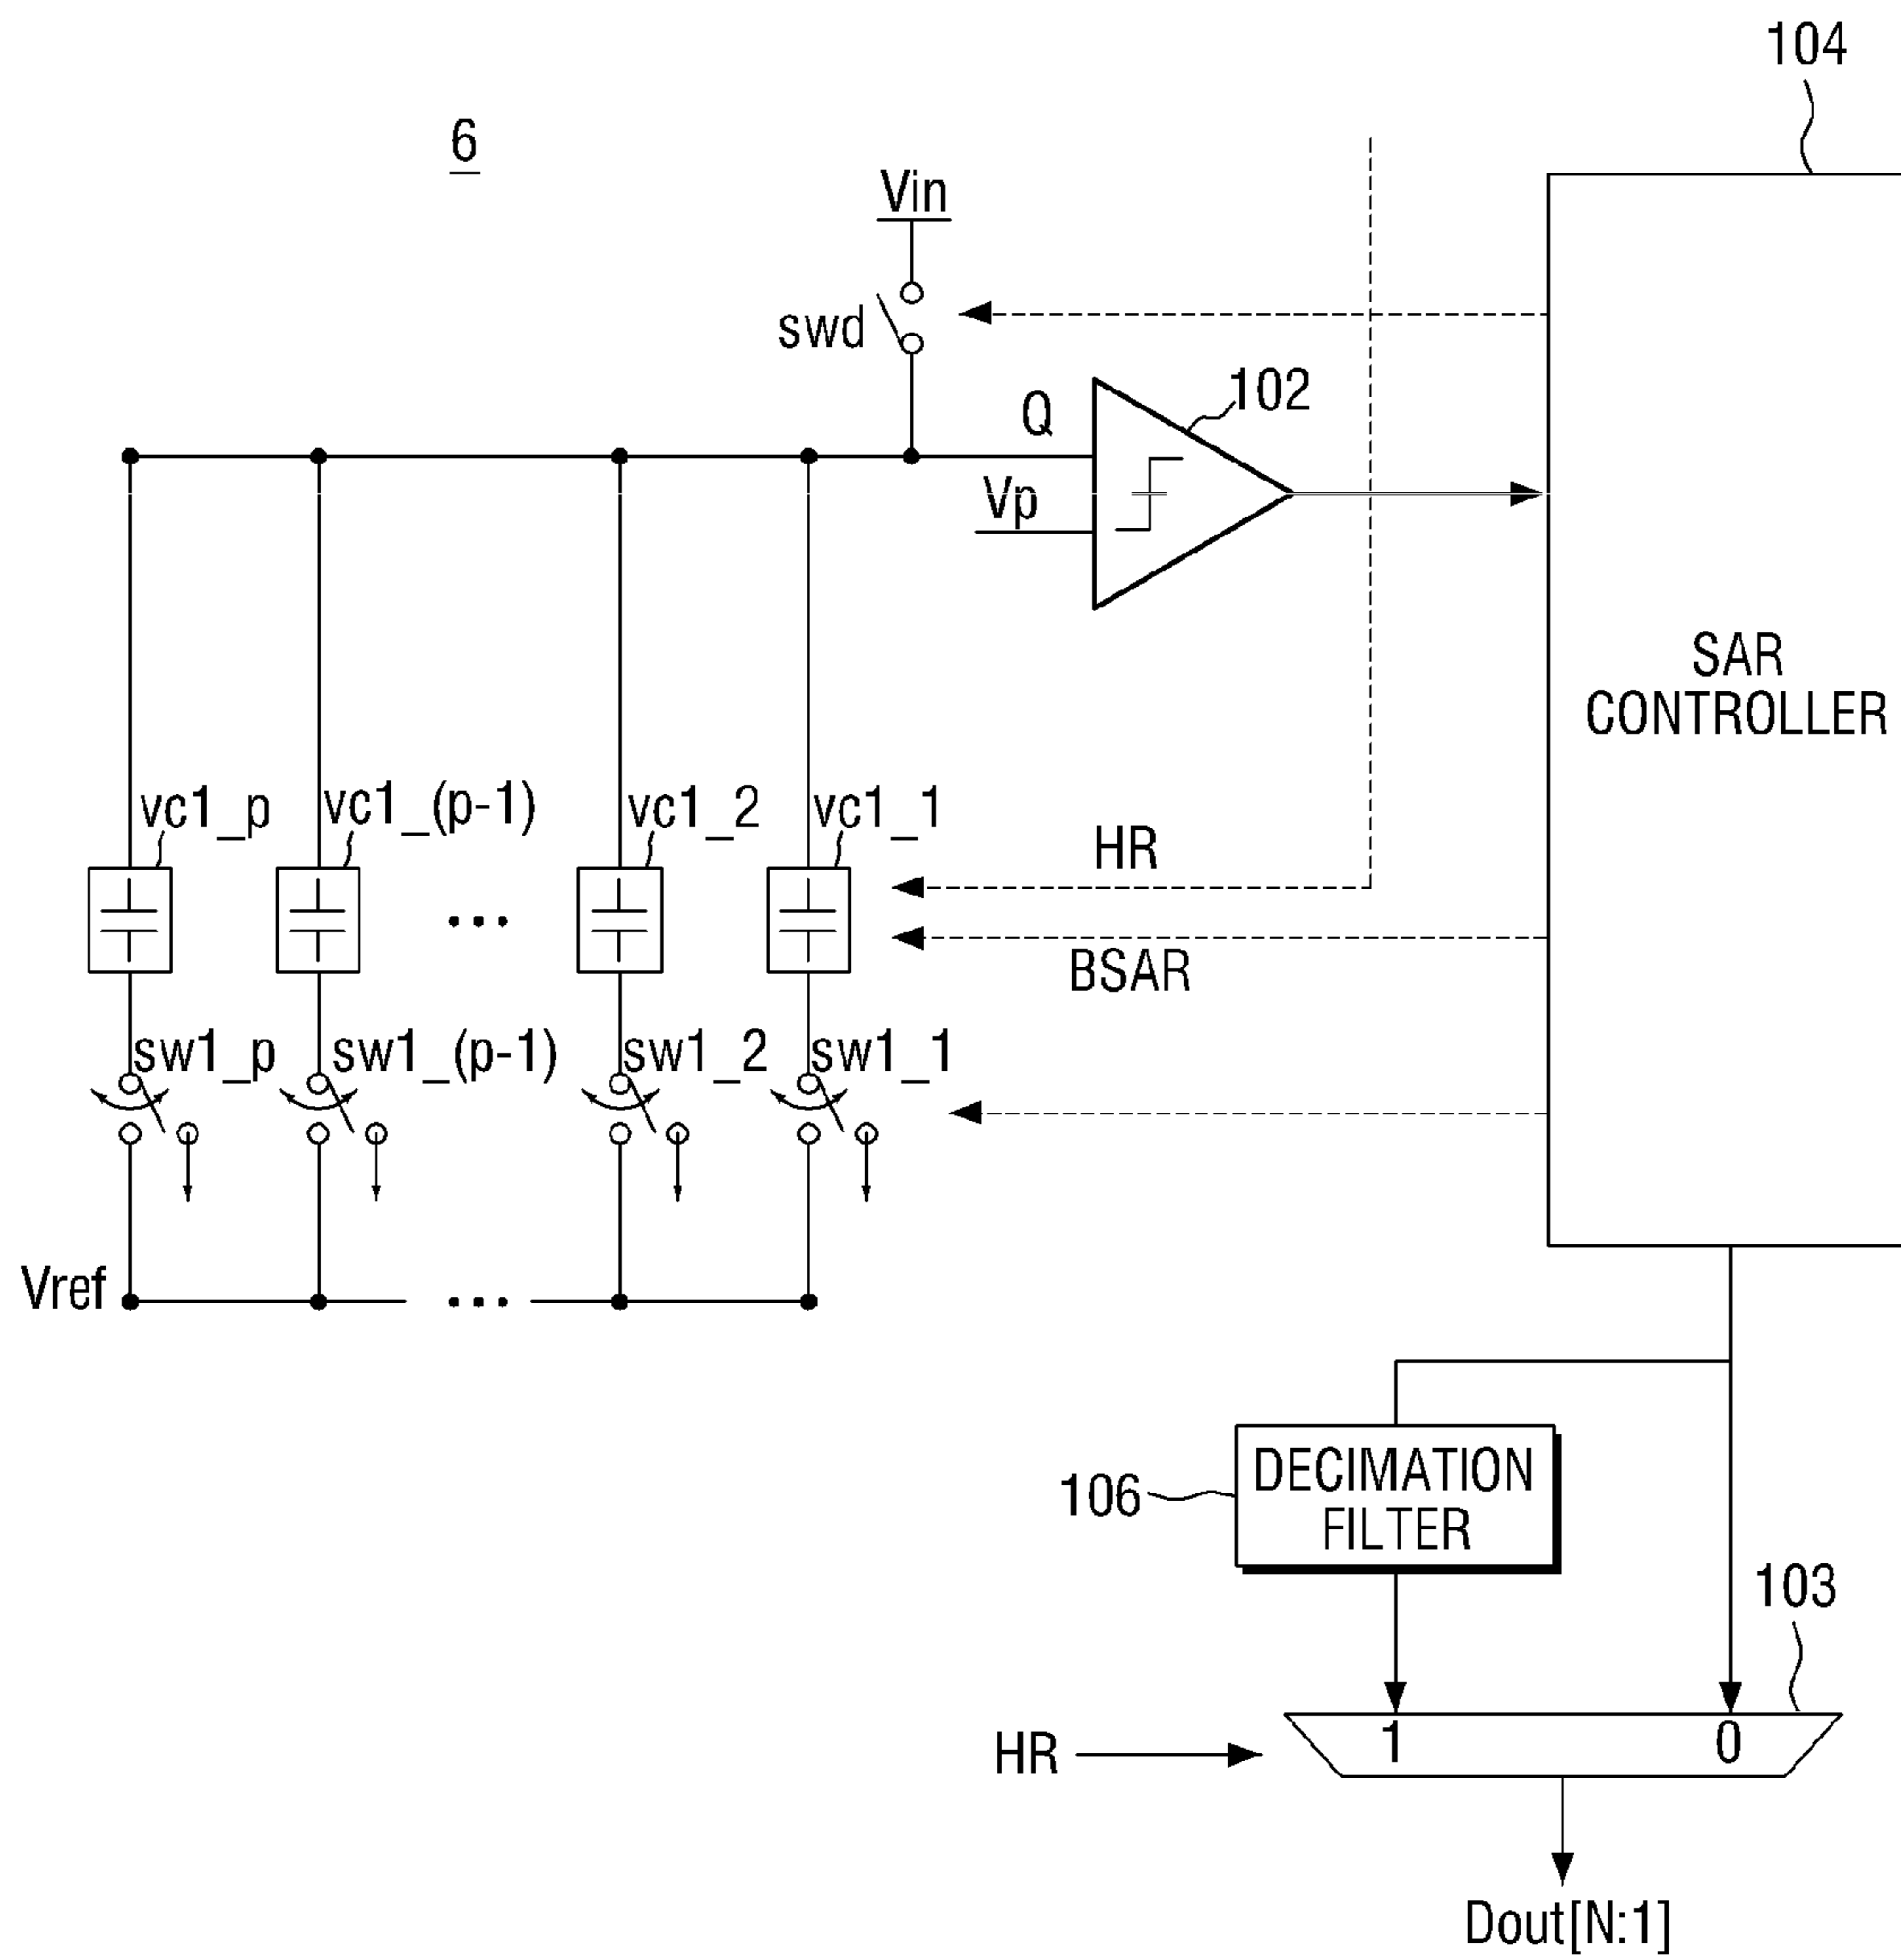 104
6
Vin
swd
102
Q
Vp
SAR
CONTROLLER
vc1_p
vc1_(p-1)
vc1_2
vc1_1
HR
...
BSAR
sw1_p
sw1_(p-1)
sw1_2
sw1_1
Vref
...
DECIMATION
FILTER
106
103
HR
1
0
Dout[N:1]